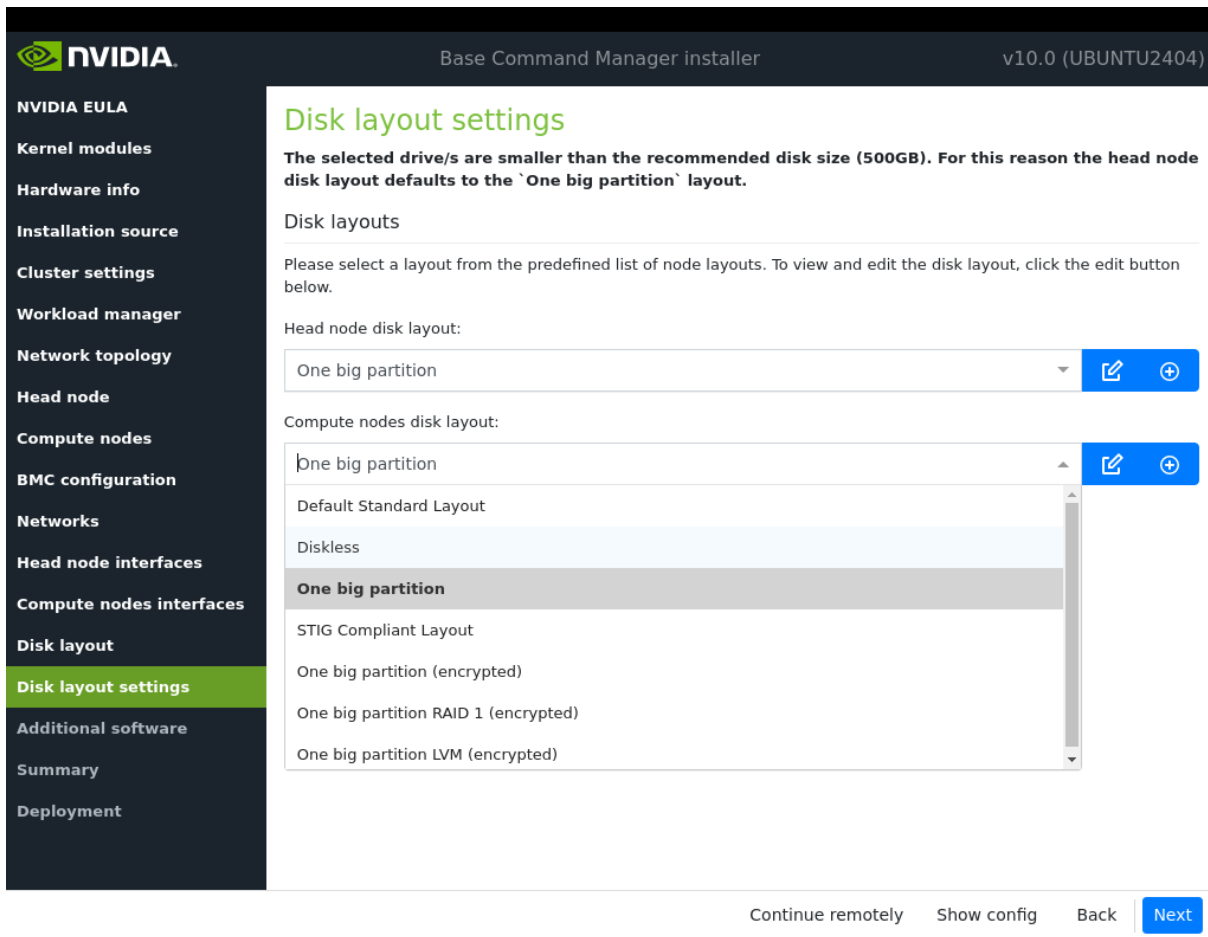 NVIDIA.
Base Command Manager installer
v10.0 (UBUNTU2404)
NVIDIA EULA
Kernel modules
Hardware info
Installation source
Cluster settings
Workload manager
Network topology
Head node
Compute nodes
BMC configuration
Networks
Head node interfaces
Compute nodes interfaces
Disk layout
Disk layout settings
Additional software
Summary
Deployment
Disk layout settings
The selected drive/s are smaller than the recommended disk size (500GB). For this reason the head node
disk layout defaults to the `One big partition` layout.
Disk layouts
Please select a layout from the predefined list of node layouts. To view and edit the disk layout, click the edit button
below.
Head node disk layout:
One big partition
Compute nodes disk layout:
One big partition
Default Standard Layout
Diskless
One big partition
STIG Compliant Layout
One big partition (encrypted)
One big partition RAID 1 (encrypted)
One big partition LVM (encrypted)
Continue remotely
Show config
Back
Next